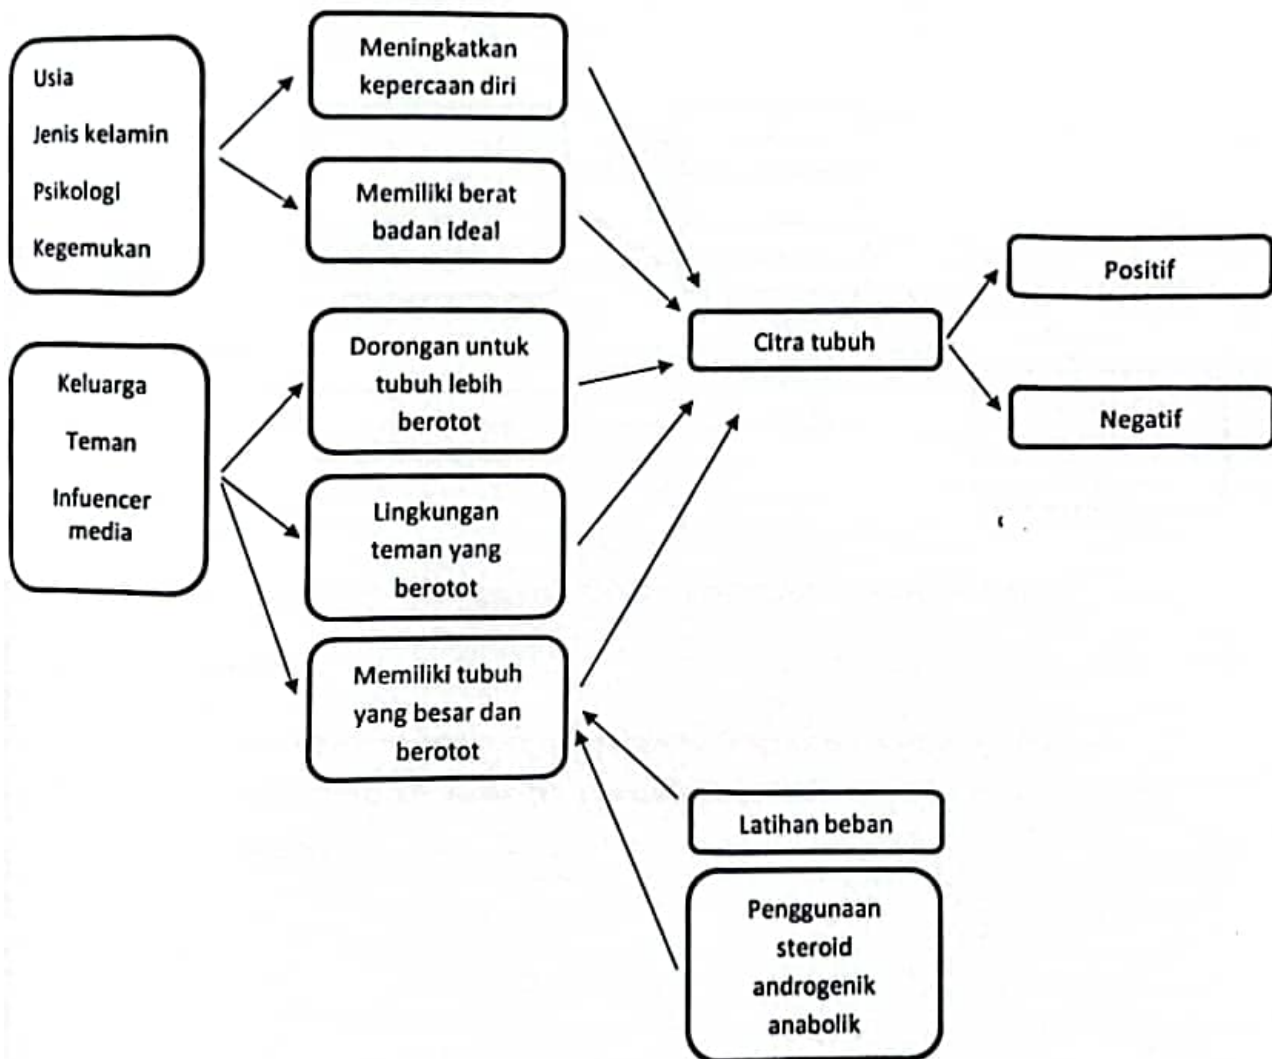 Usia
Jenis kelamin
Psikologi
Kegemukan
Keluarga
Teman
Infuencer
media
Meningkatkan
kepercaan diri
Memiliki berat
badan ideal
Dorongan untuk
tubuh lebih
berotot
Lingkungan
teman yang
berotot
Memiliki tubuh
yang besar dan
berotot
Citra tubuh
Latihan beban
Penggunaan
steroid
androgenik
anabolik
Positif
Negatif